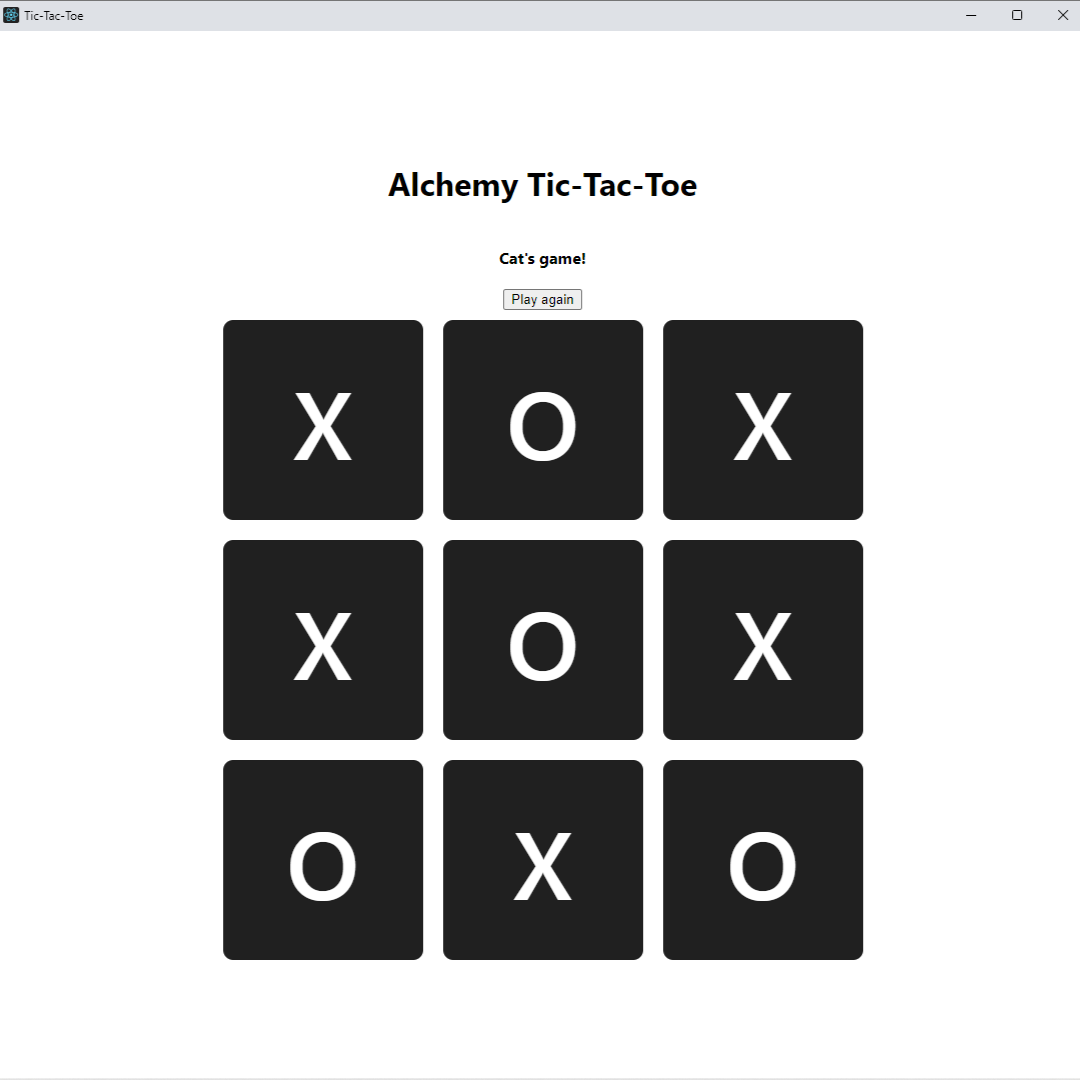 Tic-Tac-Toe
Alchemy Tic-Tac-Toe
Cat's game!
Play again
X O X
X O X
O X O